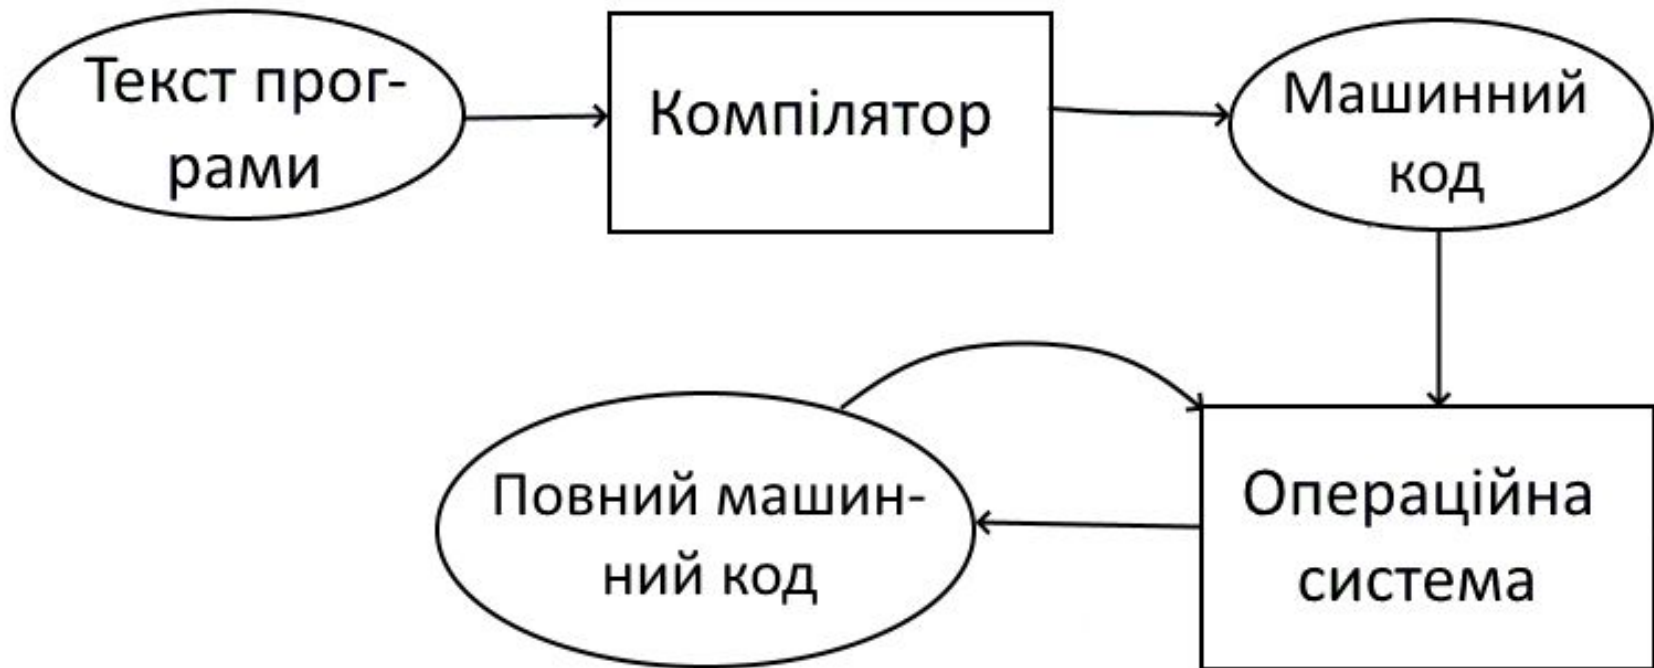 Текст прог-
рами
Компілятор
Машинний
код
Повний машин-
ний код
Операційна
система